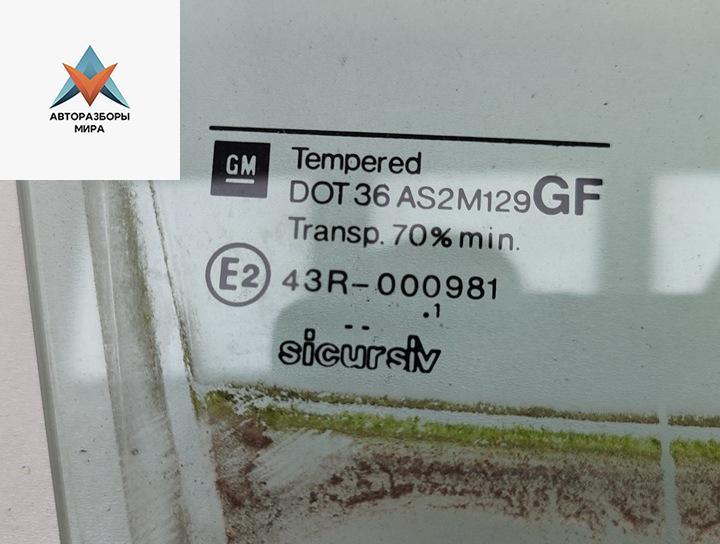 АВТОРАЗБОРЫ
МИРА
GM
Tempered
DOT 36 AS2 M129 GF
Transp. 70% min.
E2 43R-000981
.1
sicursiv